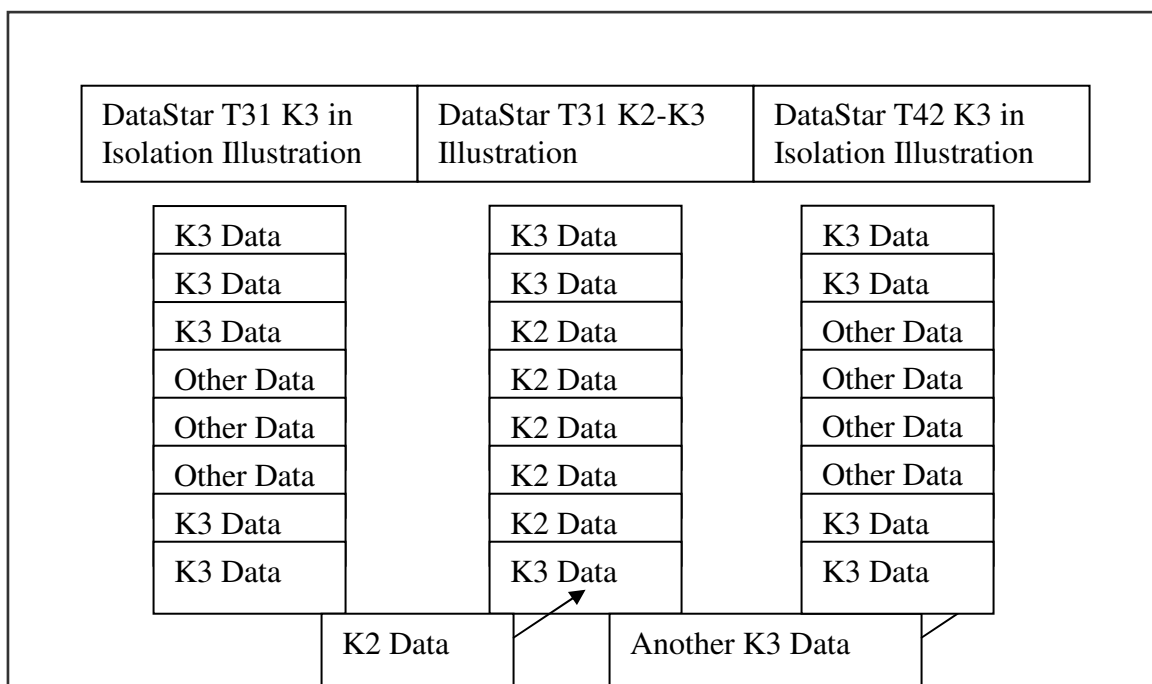 DataStar T31 K3 in
Isolation Illustration
DataStar T31 K2-K3
Illustration
DataStar T42 K3 in
Isolation Illustration
K3 Data
K3 Data
K3 Data
Other Data
Other Data
Other Data
K3 Data
K3 Data
K3 Data
K3 Data
K2 Data
K2 Data
K2 Data
K2 Data
K2 Data
K3 Data
K3 Data
K3 Data
Other Data
Other Data
Other Data
Other Data
K3 Data
K3 Data
K2 Data
Another K3 Data